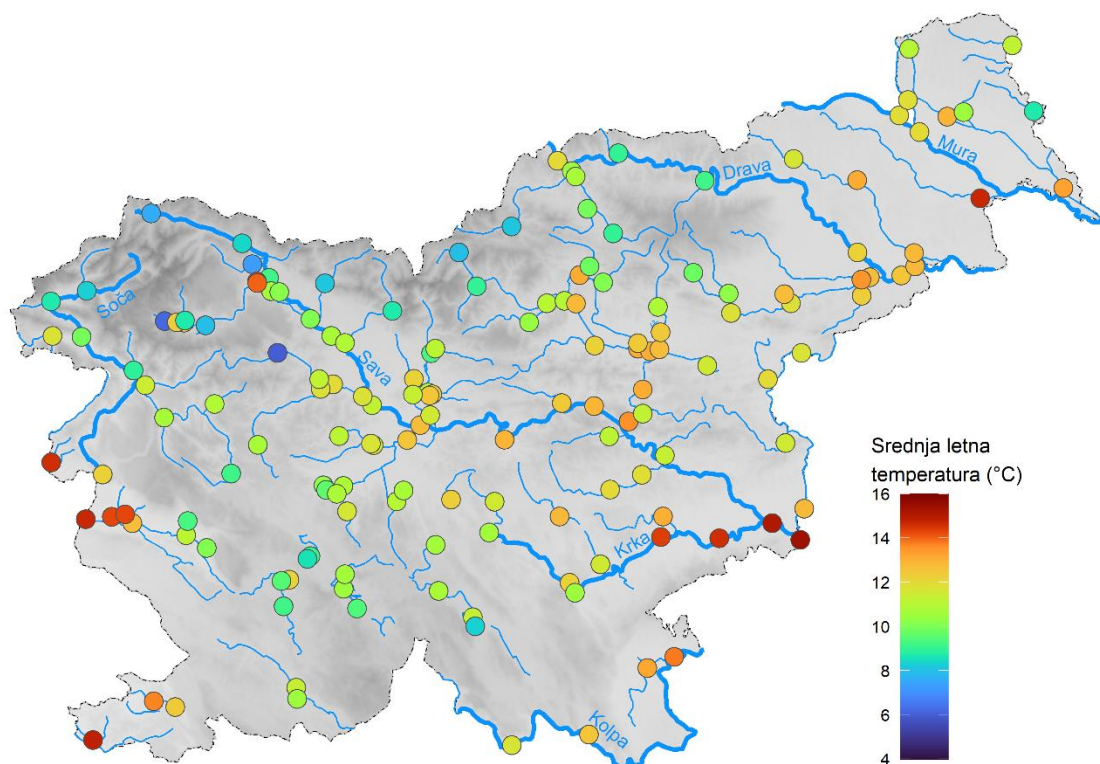 Mura
Drava
Soča
Sava
Krka
Kolpa
Srednja letna
temperatura (°C)
16
14
12
10
8
6
4